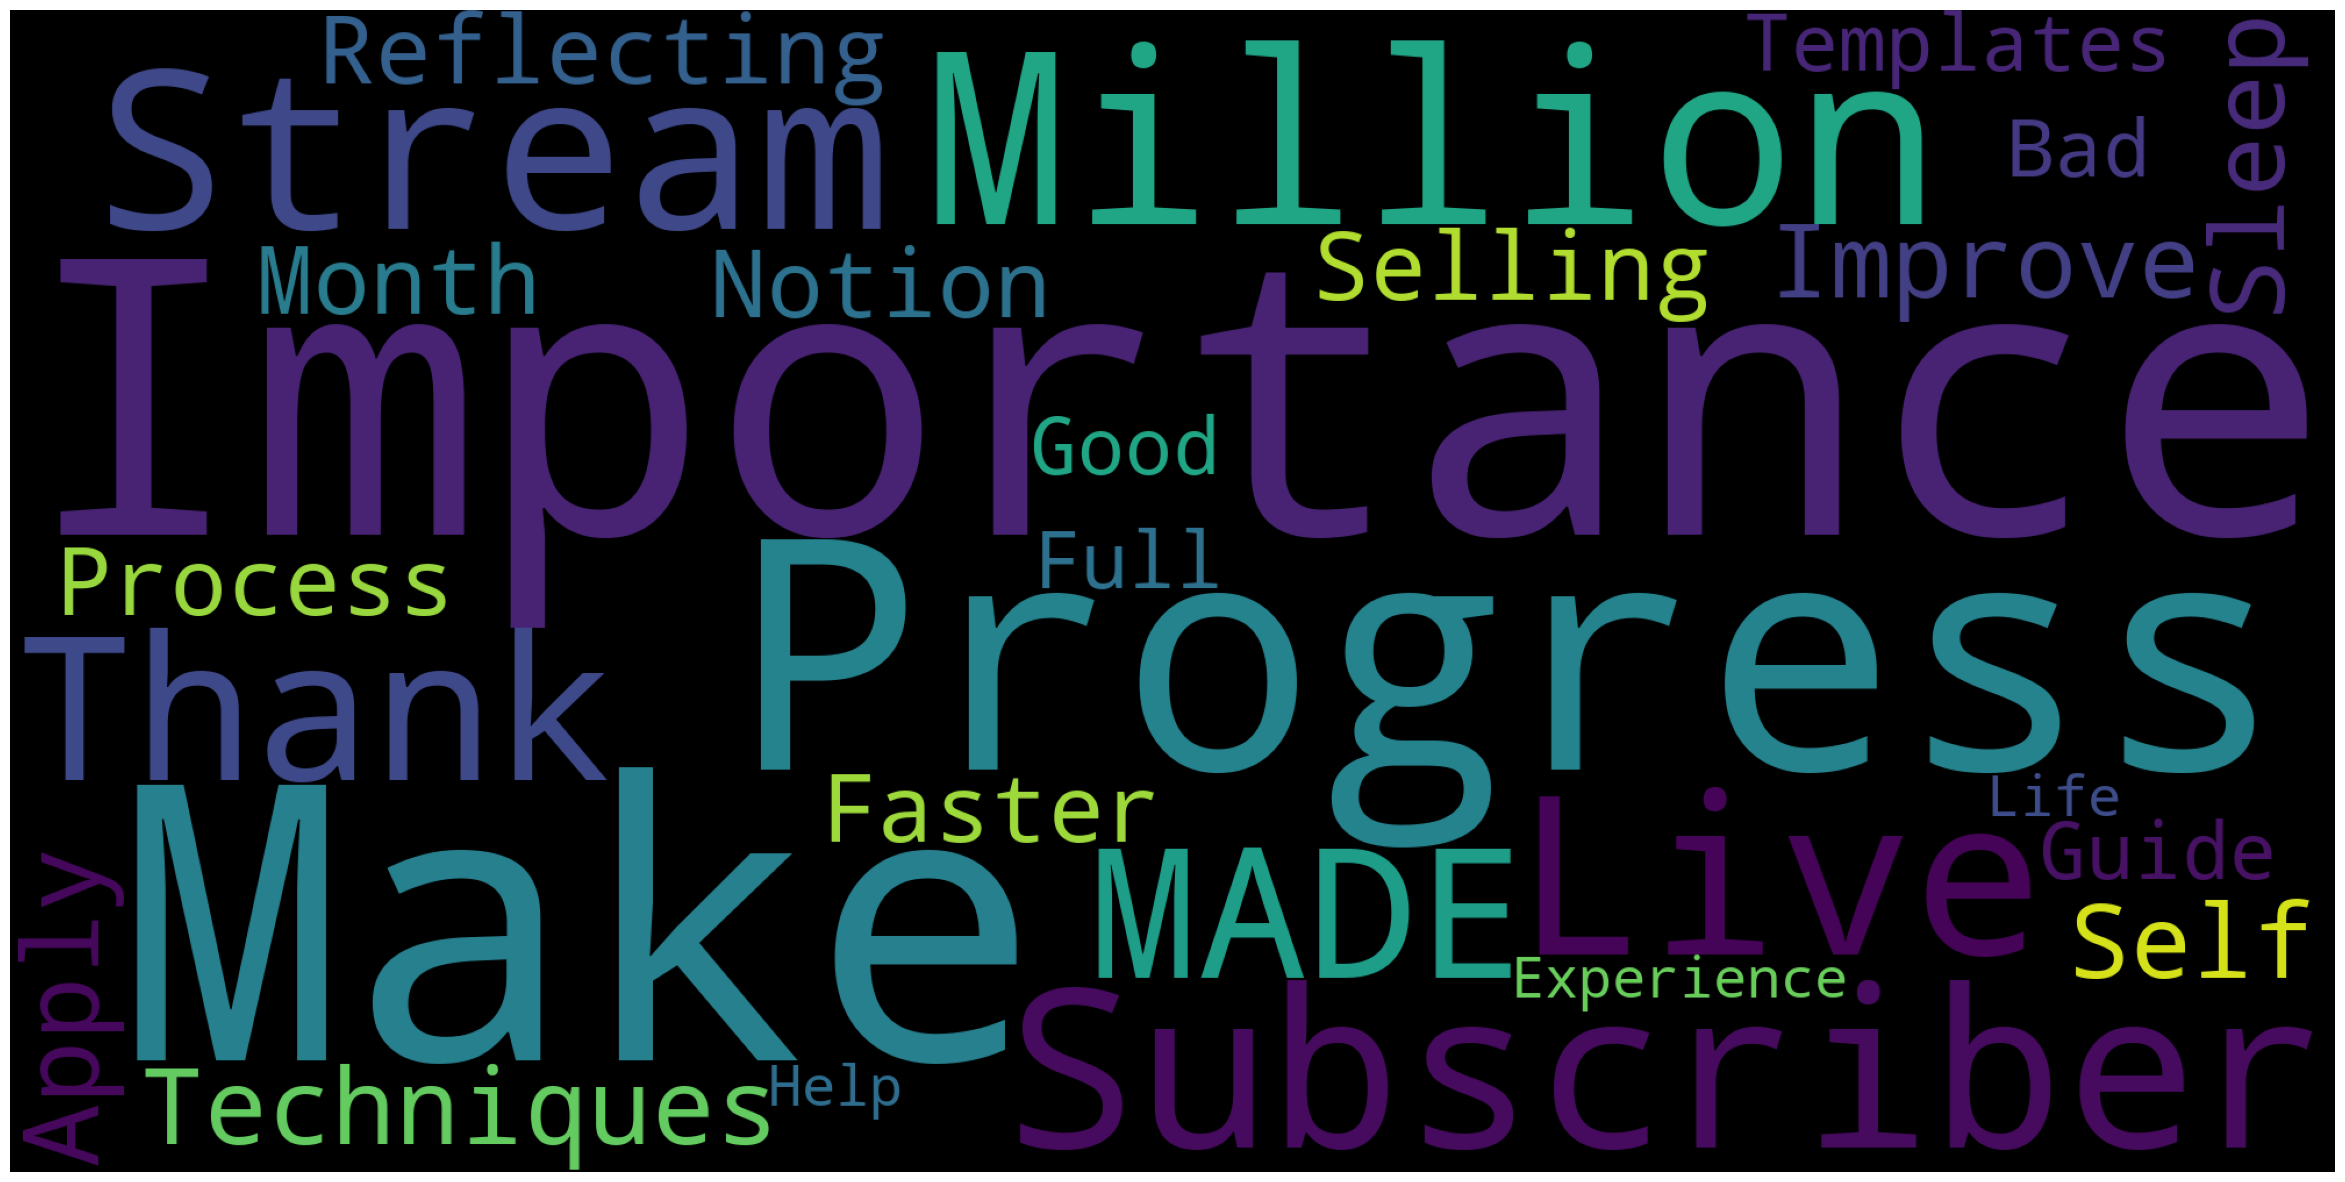 Reflecting
Templates
Sleep
Stream
Million
Bad
Month
Notion
Selling
Improve
Importance
Good
Full
Process
Progress
Thank
Faster
Life
Make
MADE
Live
Guide
Apply
Self
Experience
Subscriber
Techniques
Help